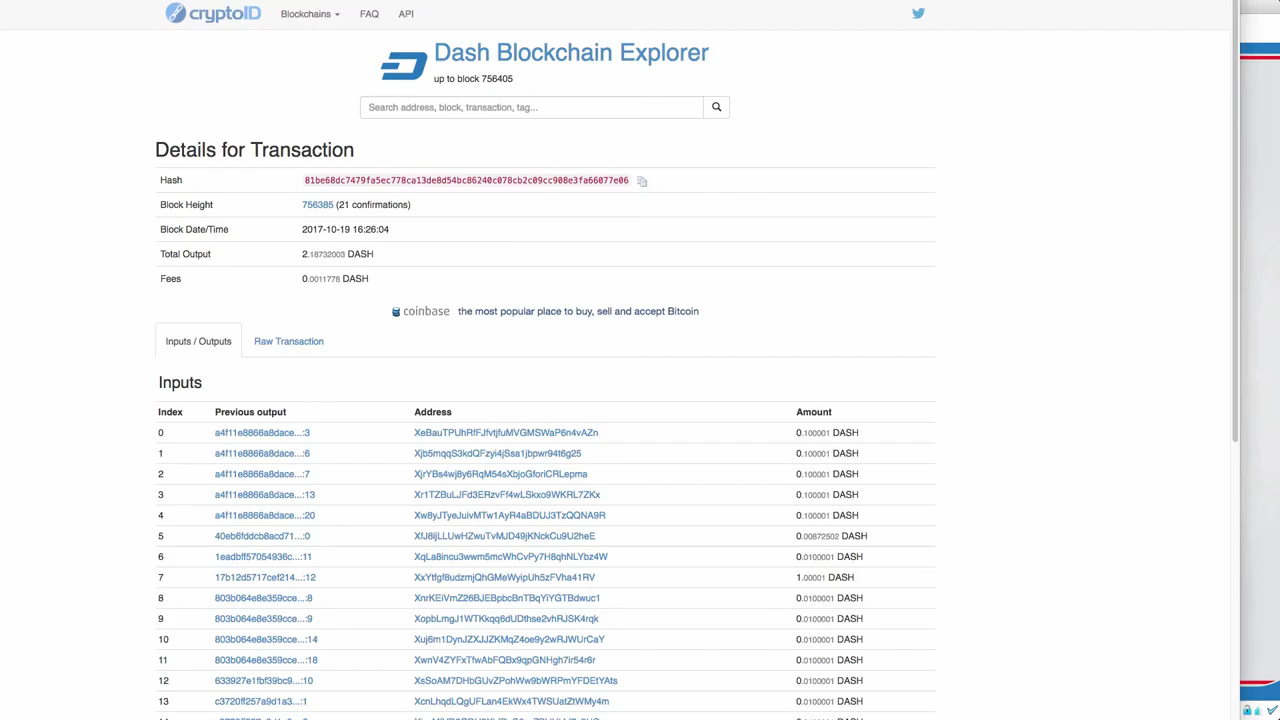 cryptoID Blockchains FAQ API
Dash Blockchain Explorer
up to block 756405
Search address, block, transaction, tag...
Details for Transaction
Hash 81be68dc7479fa5ec778ca13de8d54bc86240c078cb2c09cc908e3fa66077e06
Block Height 756385 (21 confirmations)
Block Date/Time 2017-10-19 16:26:04
Total Output 2.18732003 DASH
Fees 0.0011778 DASH
coinbase the most popular place to buy, sell and accept Bitcoin
Inputs / Outputs Raw Transaction
Inputs
Index Previous output Address Amount
0 a4f11e8866a8dace...:3 XeBauTPUhRfFJfvtjfuMVGMSWaP6n4vAZn 0.100001 DASH
1 a4f11e8866a8dace...:6 Xjb5mqqS3kdQFzyi4jSsa1jbpwr94t6g25 0.100001 DASH
2 a4f11e8866a8dace...:7 XjrYBs4wj8y6RqM54sXbjoGforiCRLepma 0.100001 DASH
3 a4f11e8866a8dace...:13 Xr1TZBuLJFd3ERzvFf4wLSkxo9WKRL7ZKx 0.100001 DASH
4 a4f11e8866a8dace...:20 Xw8yJTyeJuivMTw1AyR4aBDUJ3TzQQNA9R 0.100001 DASH
5 40eb6fddcb8acd71...:0 XfJ8ijLLUwHZwuTvMJD49jKNckCu9U2heE 0.00872502 DASH
6 1eadbff57054936c...:11 XqLa8incu3wwm5mcWhCvPy7H8qhNLYbz4W 0.0100001 DASH
7 17b12d5717cef214...:12 XxYtfgf8udzmjQhGMeWyipUh5zFVha41RV 1.00001 DASH
8 803b064e8e359cce...:8 XnrKEiVmZ26BJEBpbcBnTBqYiYGTBdwuc1 0.0100001 DASH
9 803b064e8e359cce...:9 XopbLmgJ1WTKkqq6dUDthse2vhRJSK4rqk 0.0100001 DASH
10 803b064e8e359cce...:14 Xuj6m1DynJZXJJZKMqZ4oe9y2wRJWUrCaY 0.0100001 DASH
11 803b064e8e359cce...:18 XwnV4ZYFxTfwAbFQBx9qpGNHgh7ir54r6r 0.0100001 DASH
12 633927e1fbf39bc9...:10 XsSoAM7DHbGUvZPohWw9bWRPmYFDEtYAts 0.0100001 DASH
13 c3720ff257a9d1a3...:1 XcnLhqdLQgUFLan4EkWx4TWSUatZtWMy4m 0.0100001 DASH